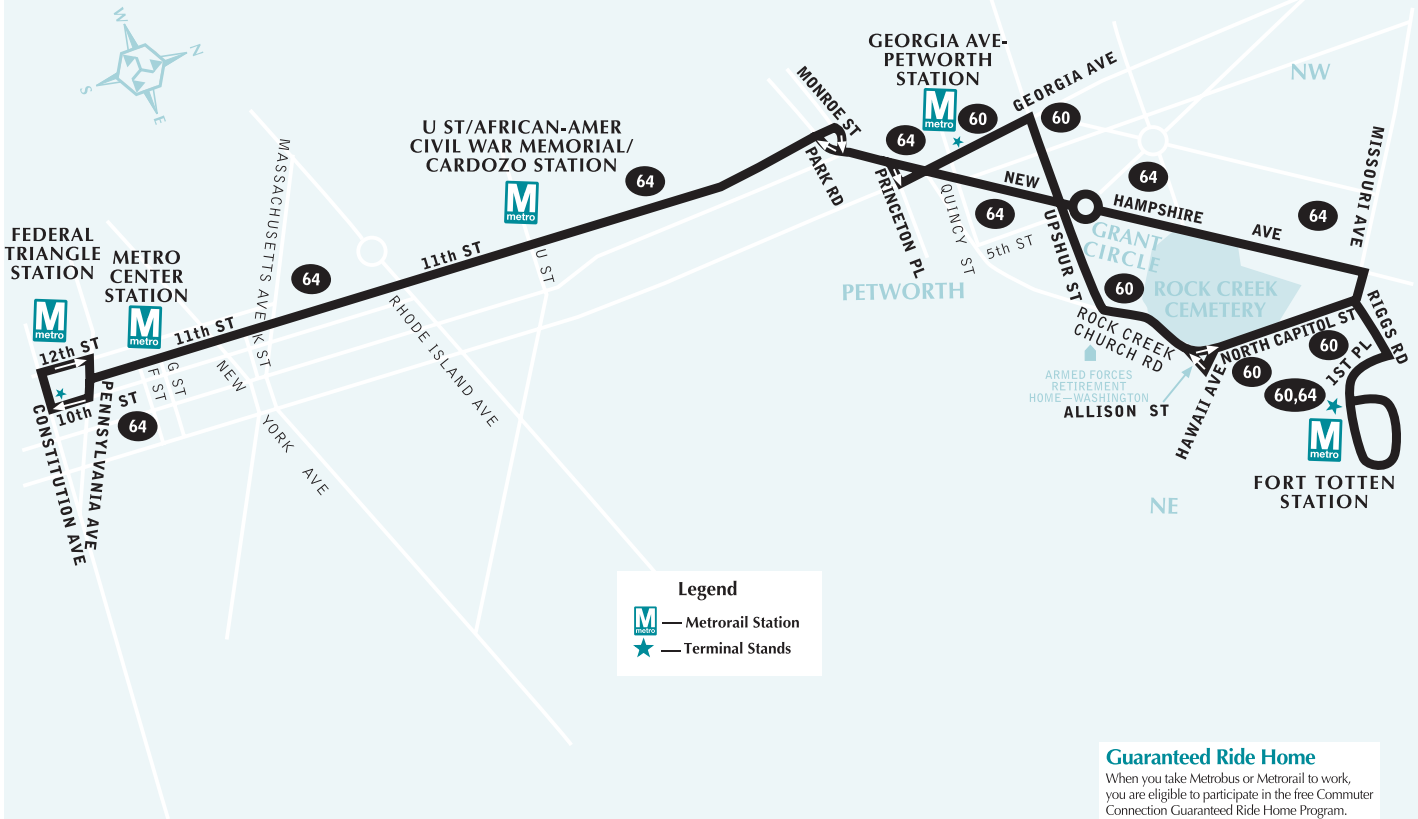 W
N
S
E
GEORGIA AVE-
PETWORTH
STATION
M
metro
60
GEORGIA AVE
60
NW
MONROE ST
64
PARK RD
PRINCETON PL
U ST/AFRICAN-AMER
CIVIL WAR MEMORIAL/
CARDOZO STATION
M
metro
64
MASSACHUSETTS AVE
K ST
MISSOURI AVE
NEW
HAMPSHIRE
AVE
64
64
64
QUINCY ST
5th ST
UPSHUR ST
GRANT
CIRCLE
PETWORTH
ROCK CREEK
CEMETERY
FEDERAL
TRIANGLE
STATION
M
metro
METRO
CENTER
STATION
M
metro
11th ST
11th ST
64
U ST
RHODE ISLAND AVE
12th ST
10th ST
G ST
F ST
NEW
YORK AVE
64
PENNSYLVANIA AVE
CONSTITUTION AVE
60
ROCK CREEK
CHURCH RD
NORTH CAPITOL ST
RIGGS RD
60
1ST PL
60
60,64
ARMED FORCES
RETIREMENT
HOME—WASHINGTON
ALLISON ST
HAWAII AVE
M
metro
FORT TOTTEN
STATION
NE
Legend
M
metro
— Metrorail Station
— Terminal Stands
Guaranteed Ride Home
When you take Metrobus or Metrorail to work,
you are eligible to participate in the free Commuter
Connection Guaranteed Ride Home Program.